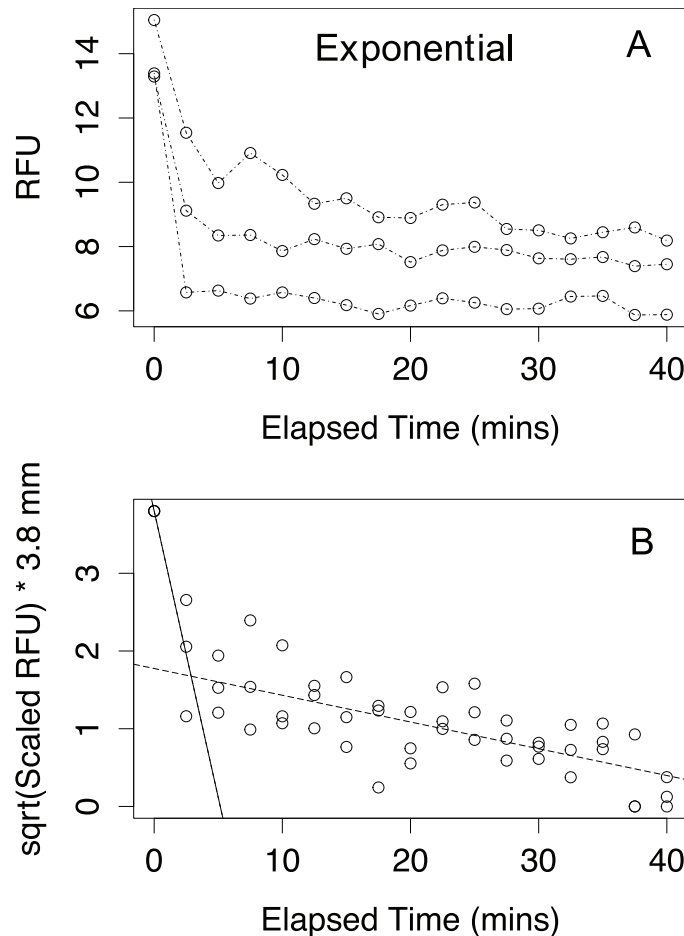 Exponential
A
RFU
14
12
10
8
6
0 10 20 30 40
Elapsed Time (mins)
B
sqrt(Scaled RFU) * 3.8 mm
3
2
1
0
0 10 20 30 40
Elapsed Time (mins)